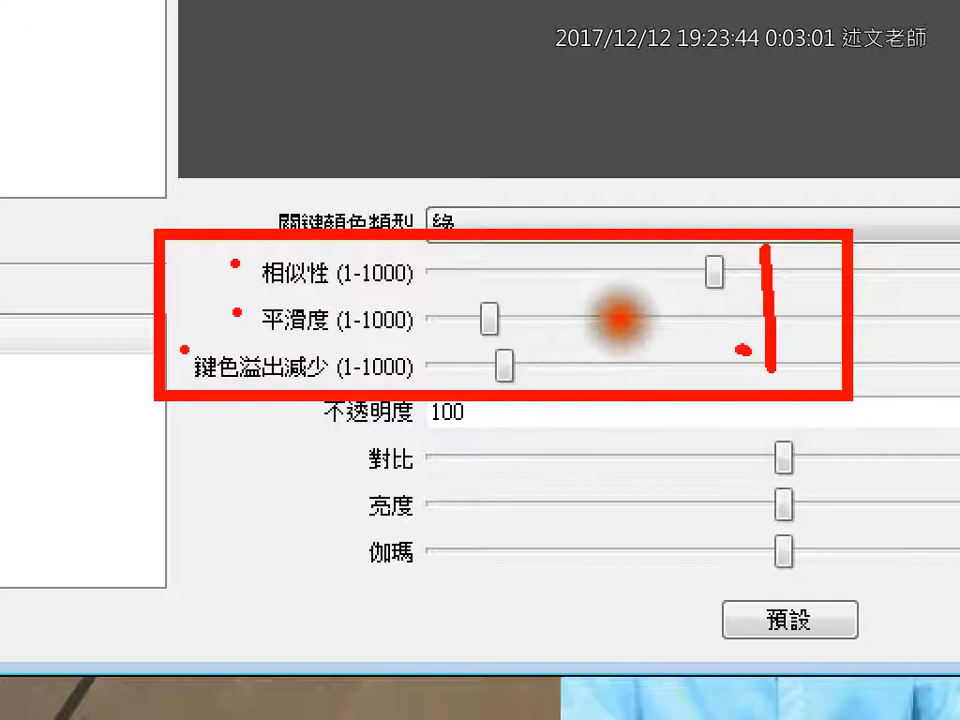 2017/12/12 19:23:44 0:03:01 述文老師
關鍵顏色類型 綠
相似性 (1-1000)
平滑度 (1-1000)
鍵色溢出減少 (1-1000)
不透明度 100
對比
亮度
伽瑪
預設